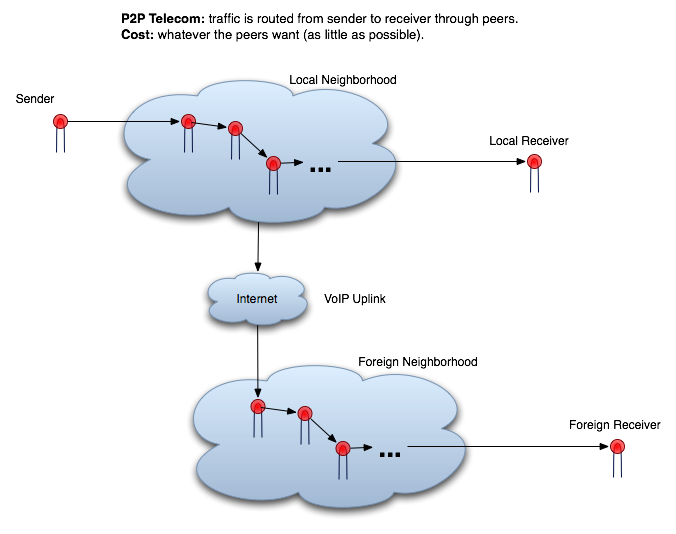 P2P Telecom: traffic is routed from sender to receiver through peers.
Cost: whatever the peers want (as little as possible).
Local Neighborhood
Sender
Local Receiver
...
Internet
VoIP Uplink
Foreign Neighborhood
Foreign Receiver
...